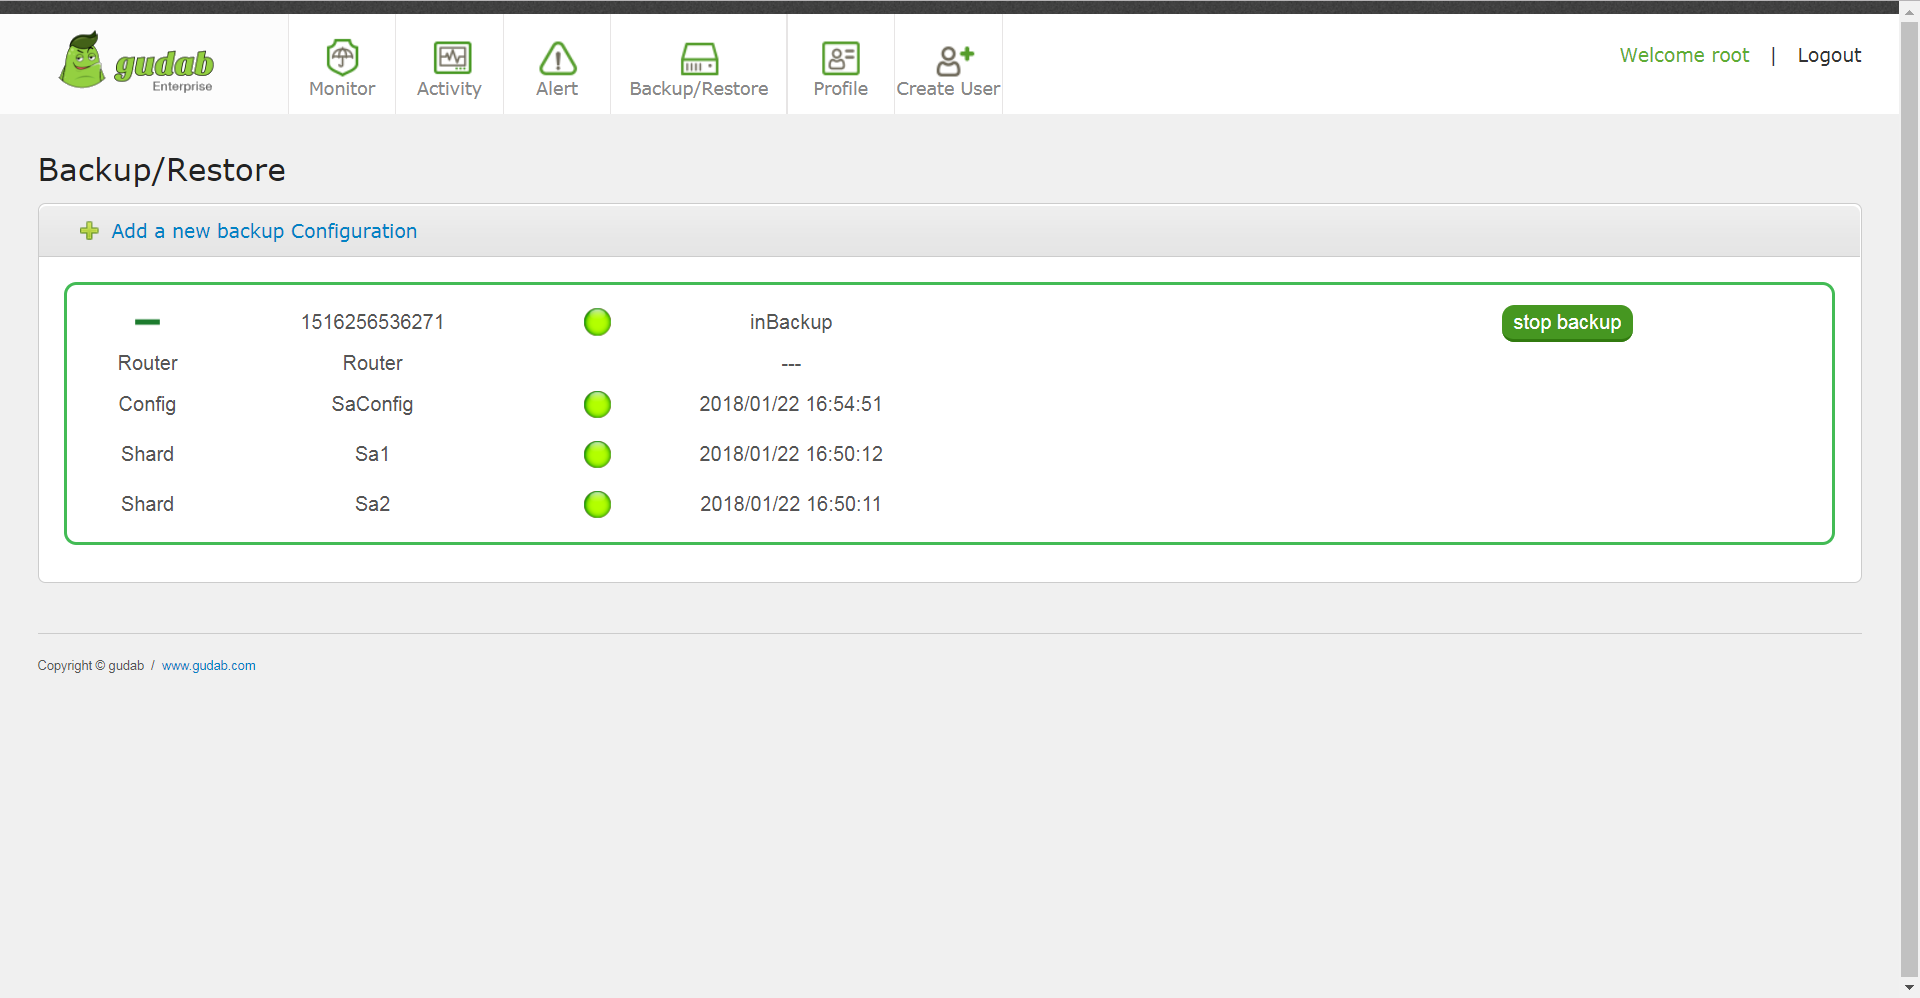 gudab
Enterprise
Monitor
Activity
Alert
Backup/Restore
Profile
Create User
Welcome root | Logout
Backup/Restore
Add a new backup Configuration
1516256536271 inBackup stop backup
Router Router ---
Config SaConfig 2018/01/22 16:54:51
Shard Sa1 2018/01/22 16:50:12
Shard Sa2 2018/01/22 16:50:11
Copyright © gudab / www.gudab.com